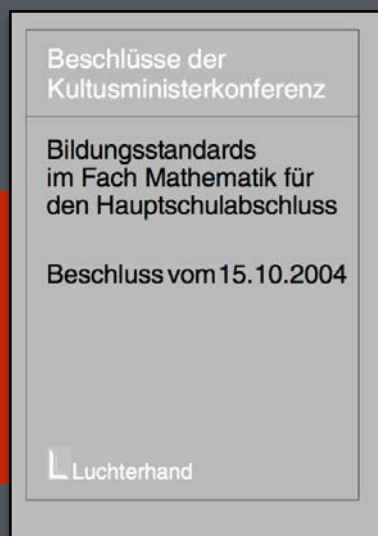 Beschlüsse der
Kultusministerkonferenz
Bildungsstandards
im Fach Mathematik für
den Hauptschulabschluss
Beschluss vom 15.10.2004
Luchterhand